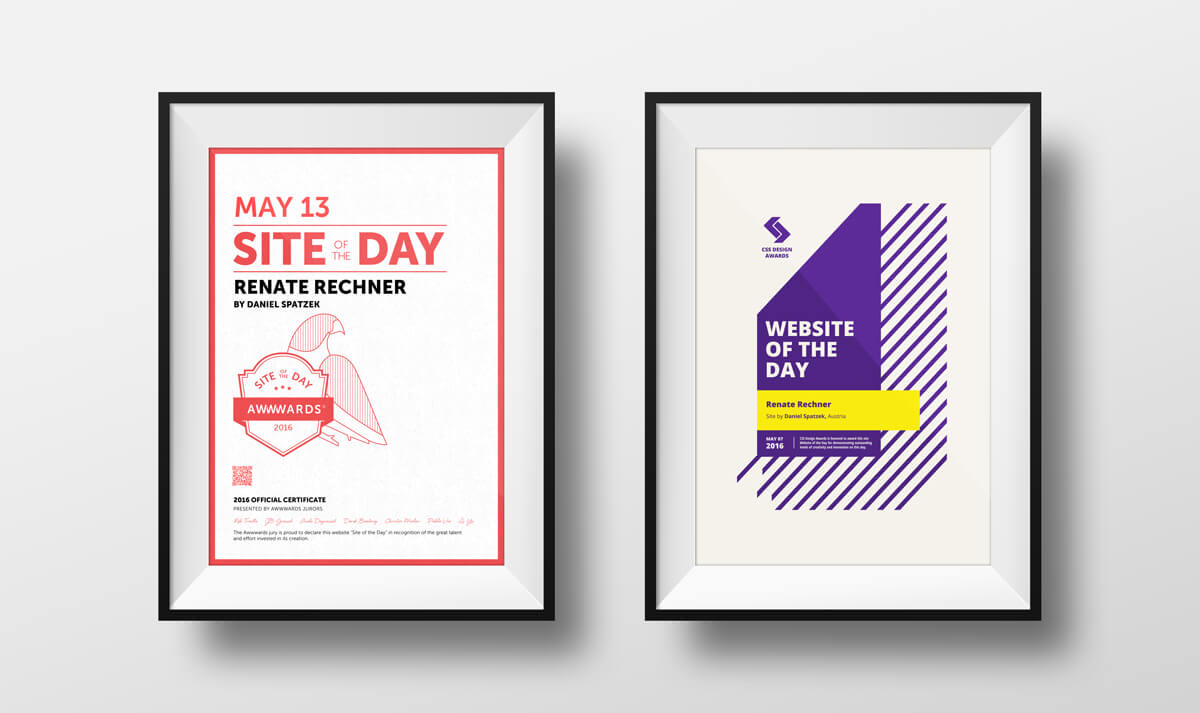 MAY 13
SITE OF THE DAY
RENATE RECHNER
BY DANIEL SPATZEK
SITE OF THE DAY
AWWWARDS
2016
2016 OFFICIAL CERTIFICATE
PRESENTED BY AWWWARDS JURORS
The Awwwards jury is proud to declare this website "Site of the Day" in recognition of the great talent
and effort invested in its creation.
CSS DESIGN
AWARDS
WEBSITE
OF THE
DAY
Renate Rechner
Site by Daniel Spatzek, Austria
MAY 07
2016
CSS Design Awards is honored to award this site
Website of the Day for demonstrating outstanding
levels of creativity and innovation on this day.